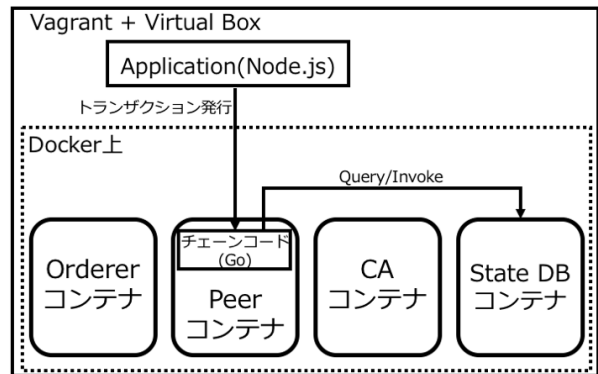 Vagrant + Virtual Box
Application(Node.js)
トランザクション発行
Docker上
Query/Invoke
チェーンコード
(Go)
Orderer
コンテナ
Peer
コンテナ
CA
コンテナ
State DB
コンテナ